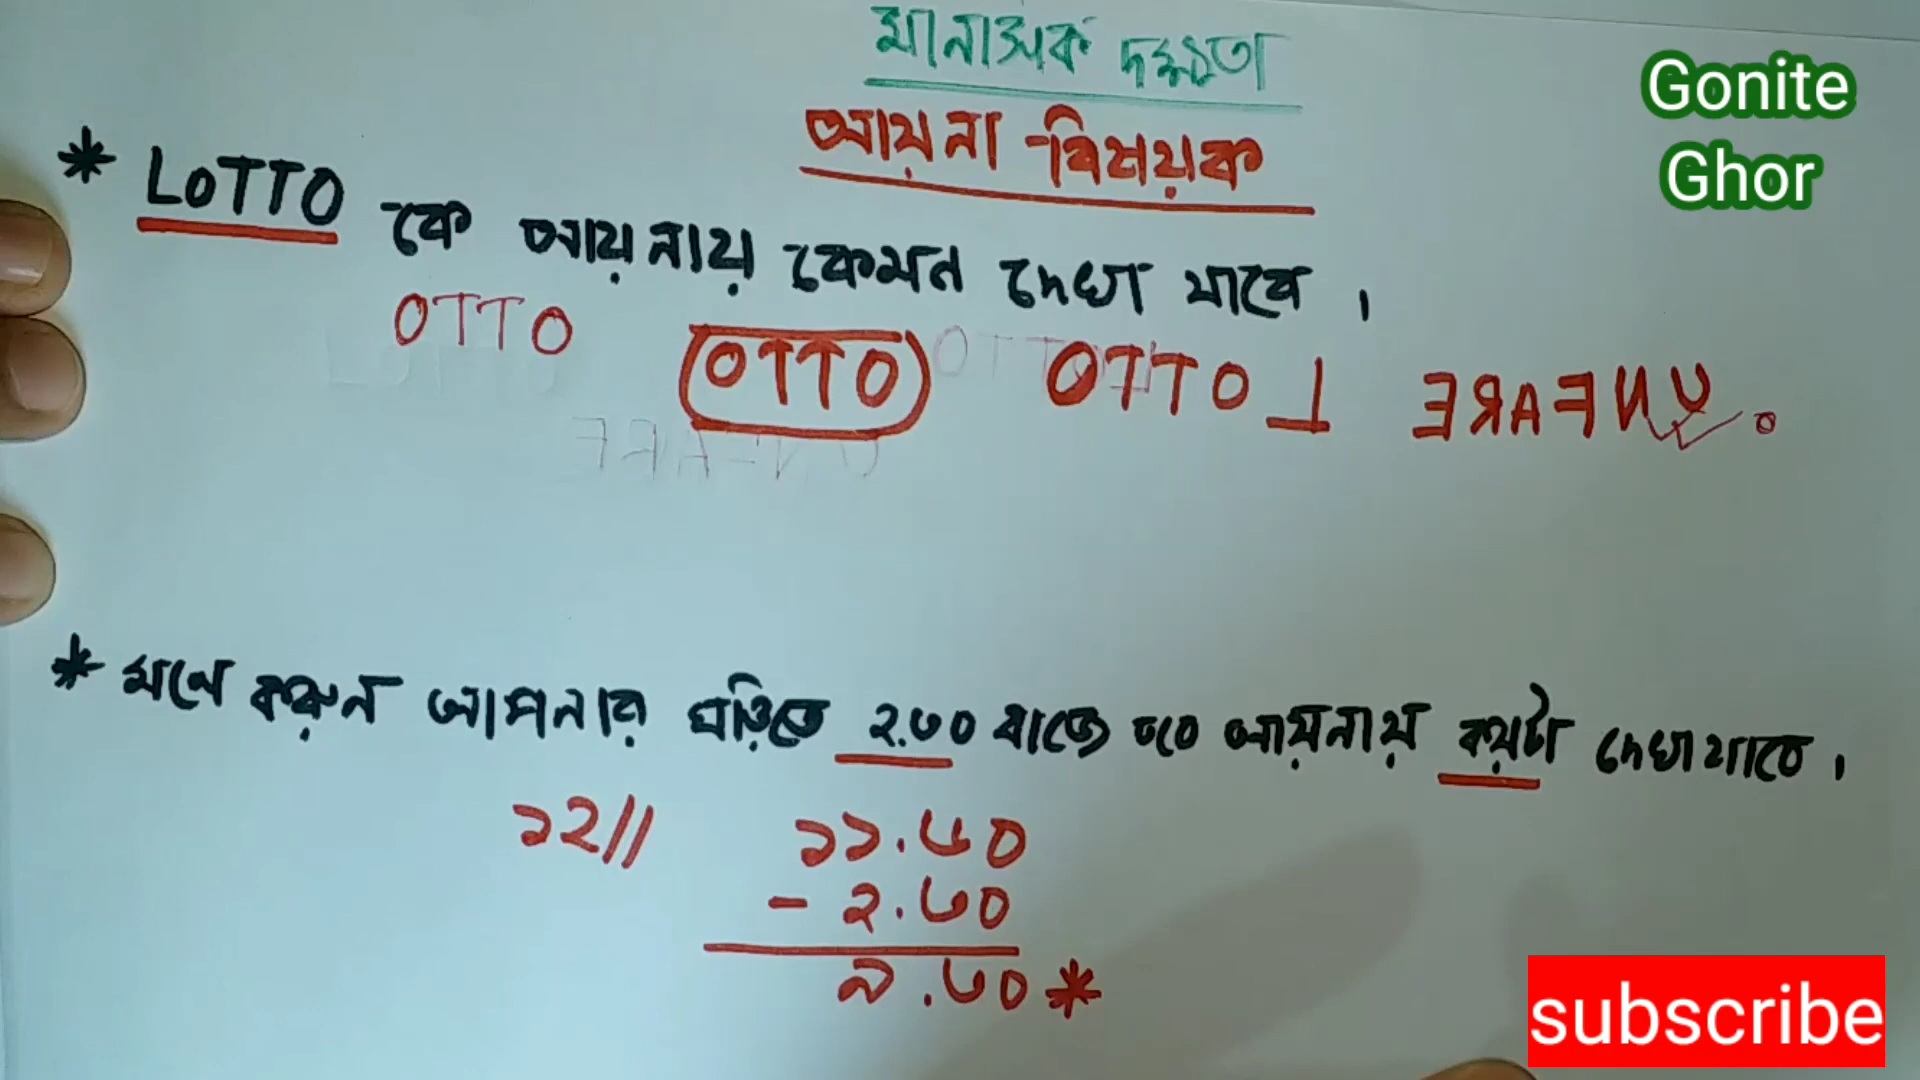 মানসিক দক্ষতা
আয়না -বিষয়ক
Gonite
Ghor
* LOTTO কে আয়নায় কেমন দেখা যাবে ।
OTTO OTTO OTTO
* মনে করুন আপনার ঘড়িতে ২.৩০ বাজে তবে আয়নায় কয়টা দেখা যাবে ।
১২// ১১.৬০
- ২.৩০
৯.৩০ *
subscribe